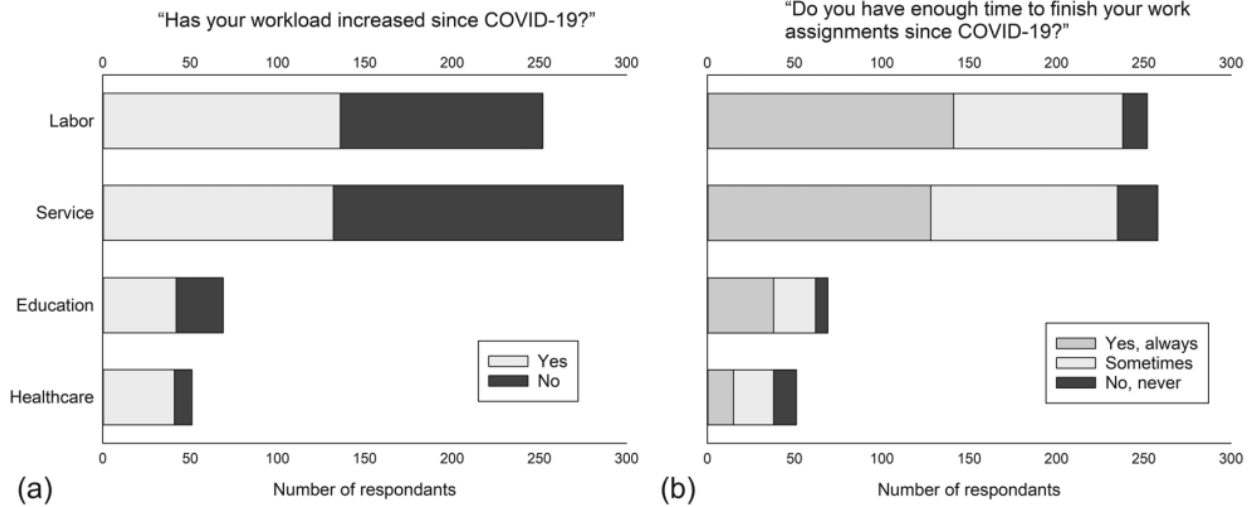 “Has your workload increased since COVID-19?”
0 50 100 150 200 250 300
Labor
Service
Education
Healthcare
Yes
No
0 50 100 150 200 250 300
(a)
Number of respondants
“Do you have enough time to finish your work
assignments since COVID-19?”
0 50 100 150 200 250 300
Yes, always
Sometimes
No, never
0 50 100 150 200 250 300
(b)
Number of respondants